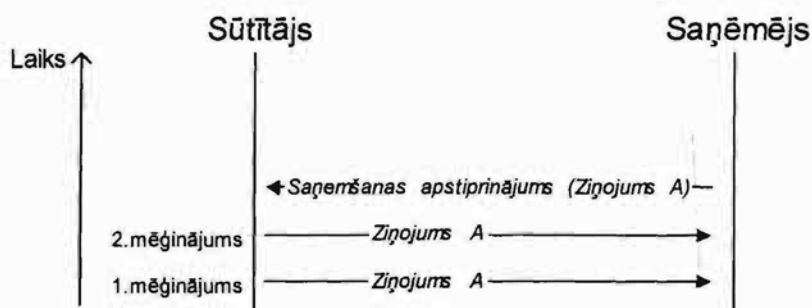 Sūtītājs Saņēmējs
Laiks
Saņemšanas apstiprinājums (Ziņojums A)
2.mēģinājums Ziņojums A
1.mēģinājums Ziņojums A